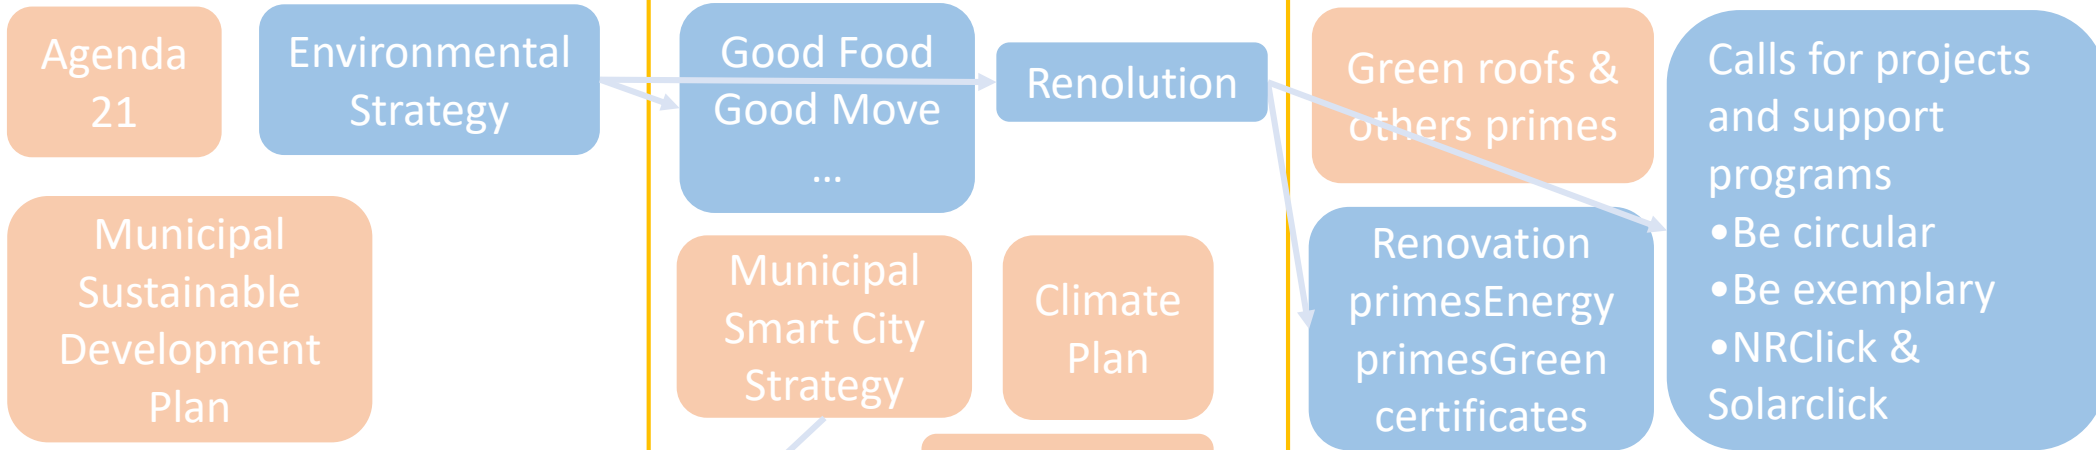 Agenda
21
Environmental
Strategy
Municipal
Sustainable
Development
Plan
Good Food
Good Move
...
Renolution
Municipal
Smart City
Strategy
Climate
Plan
Green roofs &
others primes
Renovation
primesEnergy
primesGreen
certificates
Calls for projects
and support
programs
•Be circular
•Be exemplary
•NRClick &
Solarclick